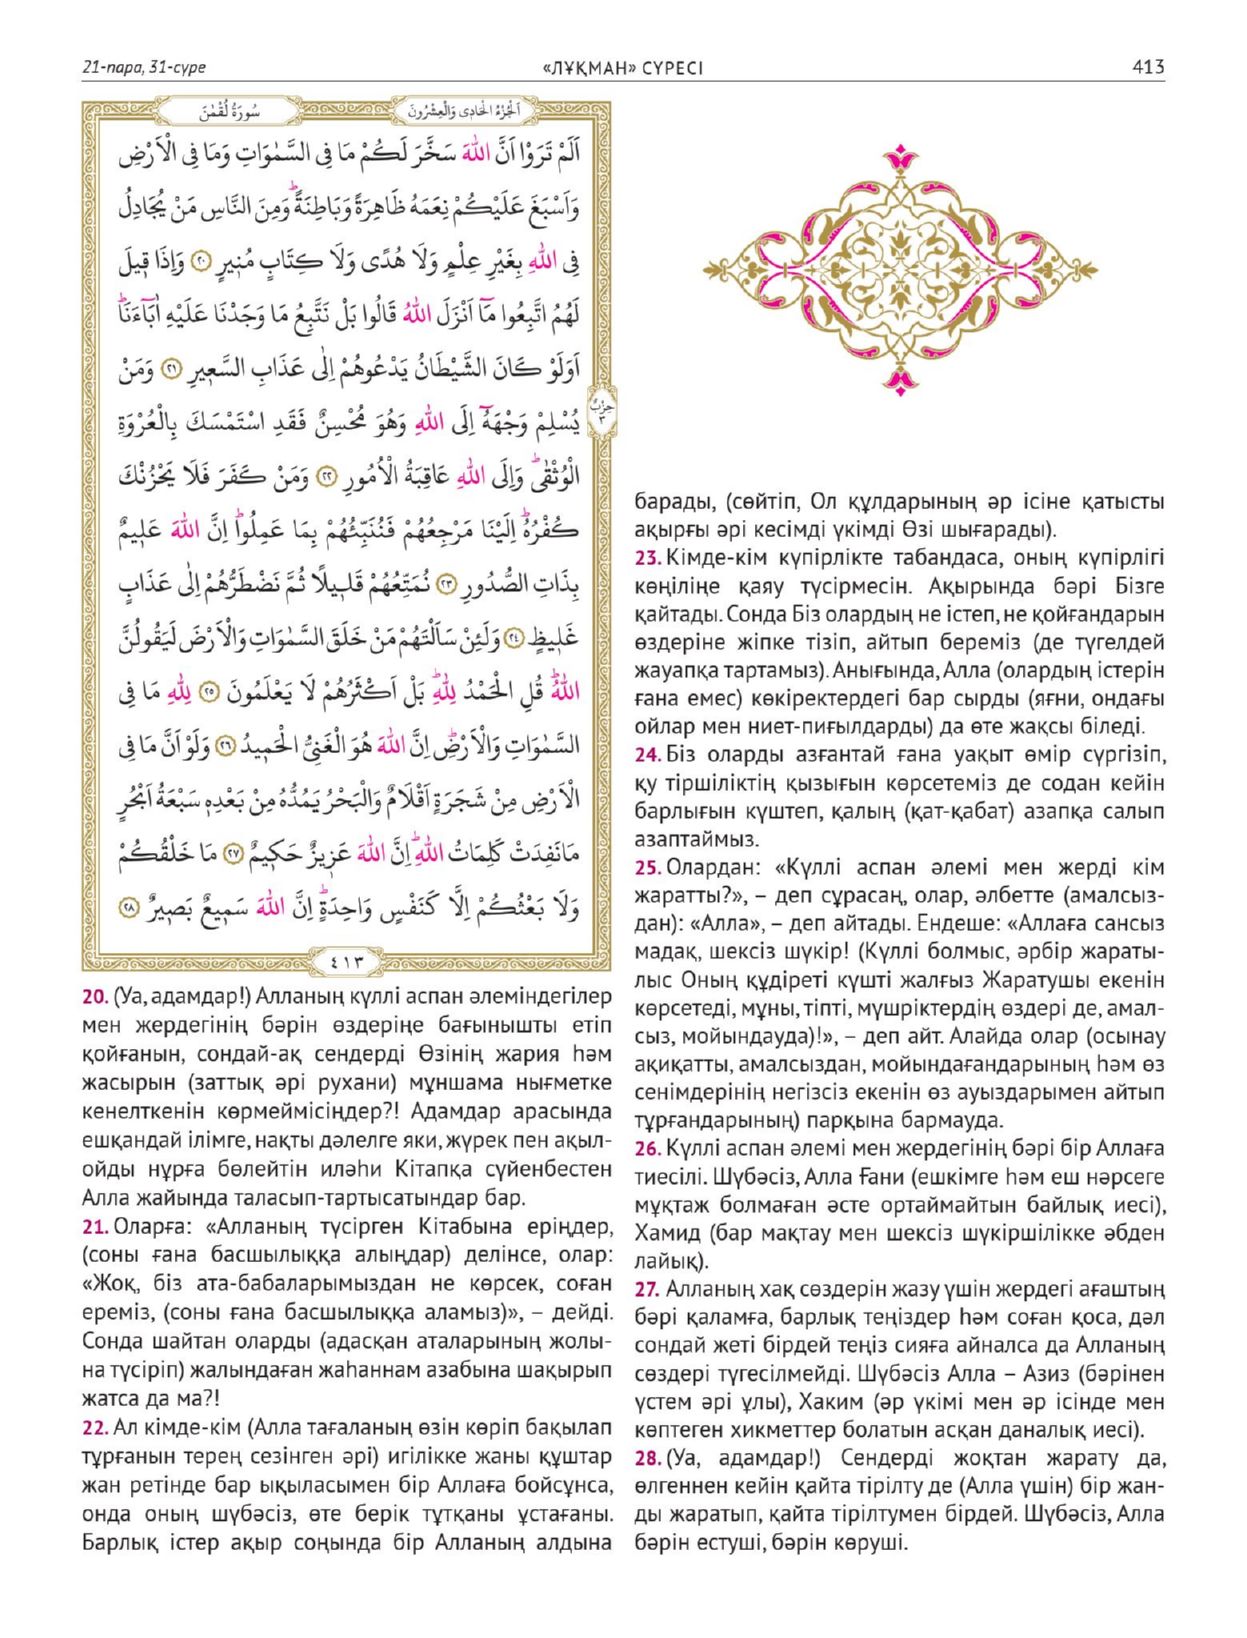 21-пара, 31-сүре
«ЛҰҚМАН» СҮРЕСІ
413
سُورَةُ لُقْمٰنَ
اَلْجُزْءُ الْحَادِى وَالْعِشْرُونَ
اَلَمْ تَرَوْا اَنَّ اللّٰهَ سَخَّرَ لَكُمْ مَا فِى السَّمٰوَاتِ وَمَا فِى الْاَرْضِ
وَاَسْبَغَ عَلَيْكُمْ نِعَمَهُ ظَاهِرَةً وَبَاطِنَةًۜ وَمِنَ النَّاسِ مَنْ يُجَادِلُ
فِى اللّٰهِ بِغَيْرِ عِلْمٍ وَلَا هُدًى وَلَا كِتَابٍ مُنٖيرٍ ﴿٢٠﴾ وَاِذَا قٖيلَ
لَهُمُ اتَّبِعُوا مَٓا اَنْزَلَ اللّٰهُ قَالُوا بَلْ نَتَّبِعُ مَا وَجَدْنَا عَلَيْهِ اٰبَٓاءَنَاۜ
اَوَلَوْ كَانَ الشَّيْطَانُ يَدْعُوهُمْ اِلٰى عَذَابِ السَّعٖيرِ ﴿٢١﴾ وَمَنْ
يُسْلِمْ وَجْهَهُٓ اِلَى اللّٰهِ وَهُوَ مُحْسِنٌ فَقَدِ اسْتَمْسَكَ بِالْعُرْوَةِ
الْوُثْقٰىۜ وَاِلَى اللّٰهِ عَاقِبَةُ الْاُمُورِ ﴿٢٢﴾ وَمَنْ كَفَرَ فَلَا يَحْزُنْكَ
كُفْرُهُۜ اِلَيْنَا مَرْجِعُهُمْ فَنُنَبِّئُهُمْ بِمَا عَمِلُواۜ اِنَّ اللّٰهَ عَلٖيمٌ
بِذَاتِ الصُّدُورِ ﴿٢٣﴾ نُمَتِّعُهُمْ قَلٖيلًا ثُمَّ نَضْطَرُّهُمْ اِلٰى عَذَابٍ
غَلٖيظٍ ﴿٢٤﴾ وَلَئِنْ سَاَلْتَهُمْ مَنْ خَلَقَ السَّمٰوَاتِ وَالْاَرْضَ لَيَقُولُنَّ
اللّٰهُۜ قُلِ الْحَمْدُ لِلّٰهِۜ بَلْ اَكْثَرُهُمْ لَا يَعْلَمُونَ ﴿٢٥﴾ لِلّٰهِ مَا فِى
السَّمٰوَاتِ وَالْاَرْضِۜ اِنَّ اللّٰهَ هُوَ الْغَنِىُّ الْحَمٖيدُ ﴿٢٦﴾ وَلَوْ اَنَّ مَا فِى
الْاَرْضِ مِنْ شَجَرَةٍ اَقْلَامٌ وَالْبَحْرُ يَمُدُّهُ مِنْ بَعْدِهٖ سَبْعَةُ اَبْحُرٍ
مَا نَفِدَتْ كَلِمَاتُ اللّٰهِۜ اِنَّ اللّٰهَ عَزٖيزٌ حَكٖيمٌ ﴿٢٧﴾ مَا خَلْقُكُمْ
وَلَا بَعْثُكُمْ اِلَّا كَنَفْسٍ وَاحِدَةٍۜ اِنَّ اللّٰهَ سَمٖيعٌ بَصٖيرٌ ﴿٢٨﴾
حِزْبٌ
٣
٤١٣
20. (Уа, адамдар!) Алланың күллі аспан әлеміндегілер
мен жердегінің бәрін өздеріңе бағынышты етіп
қойғанын, сондай-ақ сендерді Өзінің жария һәм
жасырын (заттық әрі рухани) мұншама нығметке
кенелткенін көрмеймісіңдер?! Адамдар арасында
ешқандай ілімге, нақты дәлелге яки, жүрек пен ақыл-
ойды нұрға бөлейтін иләһи Кітапқа сүйенбестен
Алла жайында таласып-тартысатындар бар.
21. Оларға: «Алланың түсірген Кітабына еріңдер,
(соны ғана басшылыққа алыңдар) делінсе, олар:
«Жоқ, біз ата-бабаларымыздан не көрсек, соған
ереміз, (соны ғана басшылыққа аламыз)», – дейді.
Сонда шайтан оларды (адасқан аталарының жолы-
на түсіріп) жалындаған жаһаннам азабына шақырып
жатса да ма?!
22. Ал кімде-кім (Алла тағаланың өзін көріп бақылап
тұрғанын терең сезінген әрі) игілікке жаны құштар
жан ретінде бар ықыласымен бір Аллаға бойсұнса,
онда оның шүбәсіз, өте берік тұтқаны ұстағаны.
Барлық істер ақыр соңында бір Алланың алдына
барады, (сөйтіп, Ол құлдарының әр ісіне қатысты
ақырғы әрі кесімді үкімді Өзі шығарады).
23. Кімде-кім күпірлікте табандаса, оның күпірлігі
көңіліңе қаяу түсірмесін. Ақырында бәрі Бізге
қайтады. Сонда Біз олардың не істеп, не қойғандарын
өздеріне жіпке тізіп, айтып береміз (де түгелдей
жауапқа тартамыз). Анығында, Алла (олардың істерін
ғана емес) көкіректердегі бар сырды (яғни, ондағы
ойлар мен ниет-пиғылдарды) да өте жақсы біледі.
24. Біз оларды азғантай ғана уақыт өмір сүргізіп,
қу тіршіліктің қызығын көрсетеміз де содан кейін
барлығын күштеп, қалың (қат-қабат) азапқа салып
азаптаймыз.
25. Олардан: «Күллі аспан әлемі мен жерді кім
жаратты?», – деп сұрасаң, олар, әлбетте (амалсыз-
дан): «Алла», – деп айтады. Ендеше: «Аллаға сансыз
мадақ, шексіз шүкір! (Күллі болмыс, әрбір жараты-
лыс Оның құдіреті күшті жалғыз Жаратушы екенін
көрсетеді, мұны, тіпті, мүшріктердің өздері де, амал-
сыз, мойындауда)!», – деп айт. Алайда олар (осынау
ақиқатты, амалсыздан, мойындағандарының һәм өз
сенімдерінің негізсіз екенін өз ауыздарымен айтып
тұрғандарының) парқына бармауда.
26. Күллі аспан әлемі мен жердегінің бәрі бір Аллаға
тиесілі. Шүбәсіз, Алла Ғани (ешкімге һәм еш нәрсеге
мұқтаж болмаған әсте ортаймайтын байлық иесі),
Хамид (бар мақтау мен шексіз шүкіршілікке әбден
лайық).
27. Алланың хақ сөздерін жазу үшін жердегі ағаштың
бәрі қаламға, барлық теңіздер һәм соған қоса, дәл
сондай жеті бірдей теңіз сияға айналса да Алланың
сөздері түгесілмейді. Шүбәсіз Алла – Азиз (бәрінен
үстем әрі ұлы), Хаким (әр үкімі мен әр ісінде мен
көптеген хикметтер болатын асқан даналық иесі).
28. (Уа, адамдар!) Сендерді жоқтан жарату да,
өлгеннен кейін қайта тірілту де (Алла үшін) бір жан-
ды жаратып, қайта тірілтумен бірдей. Шүбәсіз, Алла
бәрін естуші, бәрін көруші.